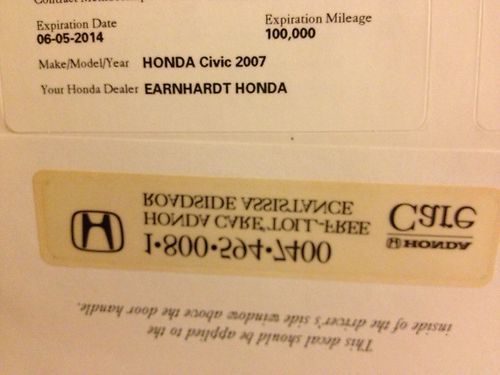 Contract
Expiration Date
06-05-2014
Expiration Mileage
100,000
Make/Model/Year HONDA Civic 2007
Your Honda Dealer EARNHARDT HONDA
1•800•594•7400
HONDA CARE TOLL-FREE
ROADSIDE ASSISTANCE
HONDA
Care
This decal should be applied to the
inside of the driver's side window above the door handle.